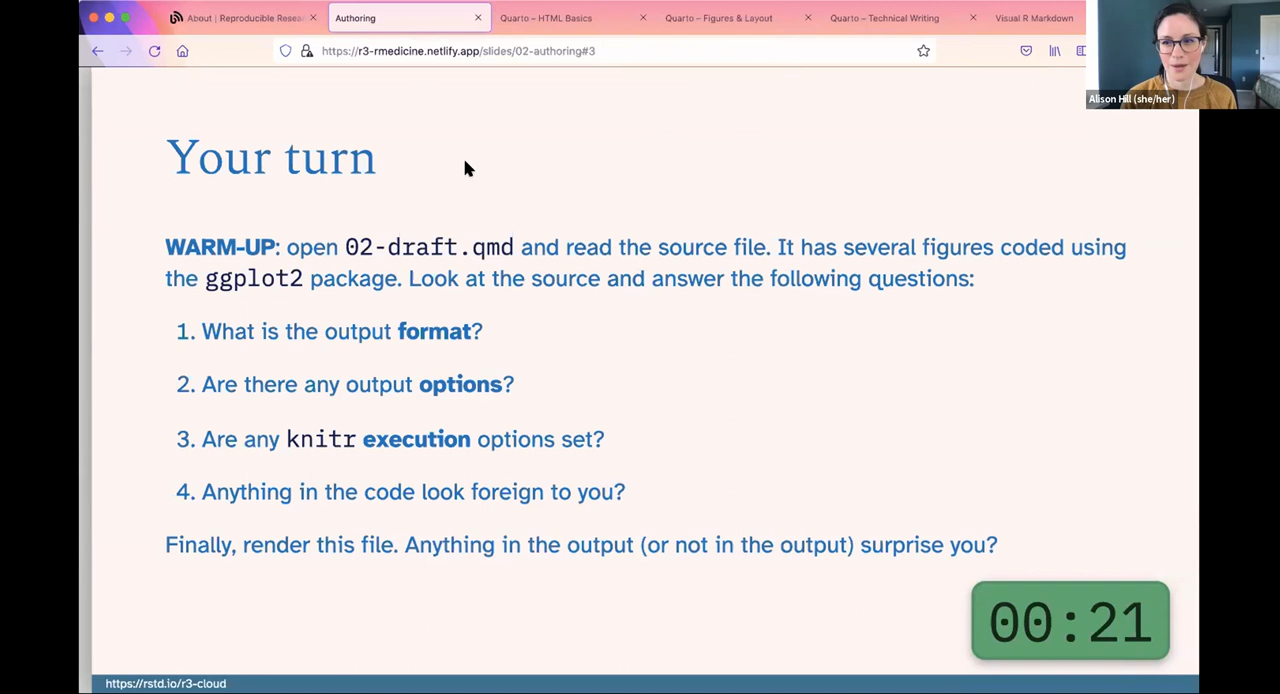 About | Reproducible Resear
Authoring
Quarto – HTML Basics
Quarto – Figures & Layout
Quarto – Technical Writing
Visual R Markdown
https://r3-rmedicine.netlify.app/slides/02-authoring#3
Alison Hill (she/her)
Your turn
WARM-UP: open 02-draft.qmd and read the source file. It has several figures coded using
the ggplot2 package. Look at the source and answer the following questions:
1. What is the output format?
2. Are there any output options?
3. Are any knitr execution options set?
4. Anything in the code look foreign to you?
Finally, render this file. Anything in the output (or not in the output) surprise you?
00:21
https://rstd.io/r3-cloud